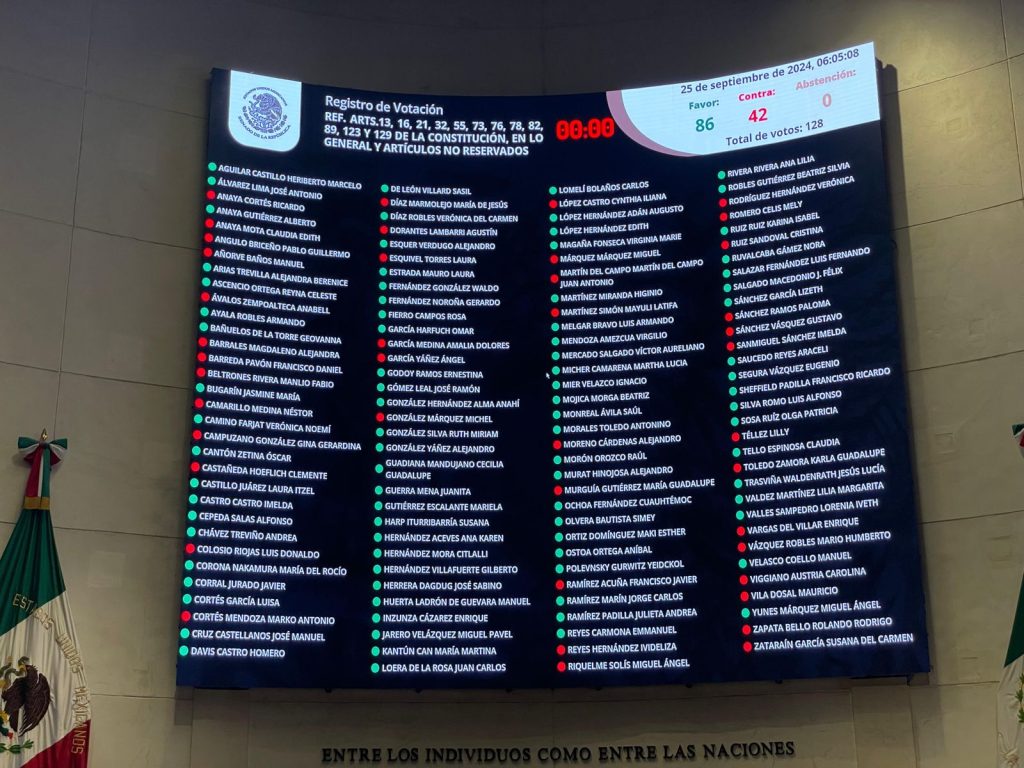 Registro de Votación
REF. ARTS.13, 16, 21, 32, 55, 73, 76, 78, 82,
89, 123 Y 129 DE LA CONSTITUCIÓN, EN LO
GENERAL Y ARTÍCULOS NO RESERVADOS
00:00
25 de septiembre de 2024, 06:05:08
Favor: Contra: Abstención:
86 42 0
Total de votos: 128
AGUILAR CASTILLO HERIBERTO MARCELO
ÁLVAREZ LIMA JOSÉ ANTONIO
ANAYA CORTÉS RICARDO
ANAYA GUTIÉRREZ ALBERTO
ANAYA MOTA CLAUDIA EDITH
ANGULO BRICEÑO PABLO GUILLERMO
AÑORVE BAÑOS MANUEL
ARIAS TREVILLA ALEJANDRA BERENICE
ASCENCIO ORTEGA REYNA CELESTE
ÁVALOS ZEMPOALTECA ANABELL
AYALA ROBLES ARMANDO
BAÑUELOS DE LA TORRE GEOVANNA
BARRALES MAGDALENO ALEJANDRA
BARREDA PAVÓN FRANCISCO DANIEL
BELTRONES RIVERA MANLIO FABIO
BUGARÍN JASMINE MARÍA
CAMARILLO MEDINA NÉSTOR
CAMINO FARJAT VERÓNICA NOEMÍ
CAMPUZANO GONZÁLEZ GINA GERARDINA
CANTÓN ZETINA ÓSCAR
CASTAÑEDA HOEFLICH CLEMENTE
CASTILLO JUÁREZ LAURA ITZEL
CASTRO CASTRO IMELDA
CEPEDA SALAS ALFONSO
CHÁVEZ TREVIÑO ANDREA
COLOSIO RIOJAS LUIS DONALDO
CORONA NAKAMURA MARÍA DEL ROCÍO
CORRAL JURADO JAVIER
CORTÉS GARCÍA LUISA
CORTÉS MENDOZA MARKO ANTONIO
CRUZ CASTELLANOS JOSÉ MANUEL
DAVIS CASTRO HOMERO
DE LEÓN VILLARD SASIL
DÍAZ MARMOLEJO MARÍA DE JESÚS
DÍAZ ROBLES VERÓNICA DEL CARMEN
DORANTES LAMBARRI AGUSTÍN
ESQUER VERDUGO ALEJANDRO
ESQUIVEL TORRES LAURA
ESTRADA MAURO LAURA
FERNÁNDEZ GONZÁLEZ WALDO
FERNÁNDEZ NOROÑA GERARDO
FIERRO CAMPOS ROSA
GARCÍA HARFUCH OMAR
GARCÍA MEDINA AMALIA DOLORES
GARCÍA YÁÑEZ ÁNGEL
GODOY RAMOS ERNESTINA
GÓMEZ LEAL JOSÉ RAMÓN
GONZÁLEZ HERNÁNDEZ ALMA ANAHÍ
GONZÁLEZ MÁRQUEZ MICHEL
GONZÁLEZ SILVA RUTH MIRIAM
GONZÁLEZ YÁÑEZ ALEJANDRO
GUADIANA MANDUJANO CECILIA
GUADALUPE
GUERRA MENA JUANITA
GUTIÉRREZ ESCALANTE MARIELA
HARP ITURRIBARRÍA SUSANA
HERNÁNDEZ ACEVES ANA KAREN
HERNÁNDEZ MORA CITLALLI
HERNÁNDEZ VILLAFUERTE GILBERTO
HERRERA DAGDUG JOSÉ SABINO
HUERTA LADRÓN DE GUEVARA MANUEL
INZUNZA CÁZAREZ ENRIQUE
JARERO VELÁZQUEZ MIGUEL PAVEL
KANTÚN CAN MARÍA MARTINA
LOERA DE LA ROSA JUAN CARLOS
LOMELÍ BOLAÑOS CARLOS
LÓPEZ CASTRO CYNTHIA ILIANA
LÓPEZ HERNÁNDEZ ADÁN AUGUSTO
LÓPEZ HERNÁNDEZ EDITH
MAGAÑA FONSECA VIRGINIA MARIE
MÁRQUEZ MÁRQUEZ MIGUEL
MARTÍN DEL CAMPO MARTÍN DEL CAMPO
JUAN ANTONIO
MARTÍNEZ MIRANDA HIGINIO
MARTÍNEZ SIMÓN MAYULI LATIFA
MELGAR BRAVO LUIS ARMANDO
MENDOZA AMEZCUA VIRGILIO
MERCADO SALGADO VÍCTOR AURELIANO
MICHER CAMARENA MARTHA LUCIA
MIER VELAZCO IGNACIO
MOJICA MORGA BEATRIZ
MONREAL ÁVILA SAÚL
MORALES TOLEDO ANTONINO
MORENO CÁRDENAS ALEJANDRO
MORÓN OROZCO RAÚL
MURAT HINOJOSA ALEJANDRO
MURGUÍA GUTIÉRREZ MARÍA GUADALUPE
OCHOA FERNÁNDEZ CUAUHTÉMOC
OLVERA BAUTISTA SIMEY
ORTIZ DOMÍNGUEZ MAKI ESTHER
OSTOA ORTEGA ANÍBAL
POLEVNSKY GURWITZ YEIDCKOL
RAMÍREZ ACUÑA FRANCISCO JAVIER
RAMÍREZ MARÍN JORGE CARLOS
RAMÍREZ PADILLA JULIETA ANDREA
REYES CARMONA EMMANUEL
REYES HERNÁNDEZ IVIDELIZA
RIQUELME SOLÍS MIGUEL ÁNGEL
RIVERA RIVERA ANA LILIA
ROBLES GUTIÉRREZ BEATRIZ SILVIA
RODRÍGUEZ HERNÁNDEZ VERÓNICA
ROMERO CELIS MELY
RUIZ RUIZ KARINA ISABEL
RUIZ SANDOVAL CRISTINA
RUVALCABA GÁMEZ NORA
SALAZAR FERNÁNDEZ LUIS FERNANDO
SALGADO MACEDONIO J. FÉLIX
SÁNCHEZ GARCÍA LIZETH
SÁNCHEZ RAMOS PALOMA
SÁNCHEZ VÁSQUEZ GUSTAVO
SANMIGUEL SÁNCHEZ IMELDA
SAUCEDO REYES ARACELI
SEGURA VÁZQUEZ EUGENIO
SHEFFIELD PADILLA FRANCISCO RICARDO
SILVA ROMO LUIS ALFONSO
SOSA RUÍZ OLGA PATRICIA
TÉLLEZ LILLY
TELLO ESPINOSA CLAUDIA
TOLEDO ZAMORA KARLA GUADALUPE
TRASVIÑA WALDENRATH JESÚS LUCÍA
VALDEZ MARTÍNEZ LILIA MARGARITA
VALLES SAMPEDRO LORENIA IVETH
VARGAS DEL VILLAR ENRIQUE
VÁZQUEZ ROBLES MARIO HUMBERTO
VELASCO COELLO MANUEL
VIGGIANO AUSTRIA CAROLINA
VILA DOSAL MAURICIO
YUNES MÁRQUEZ MIGUEL ÁNGEL
ZAPATA BELLO ROLANDO RODRIGO
ZATARAÍN GARCÍA SUSANA DEL CARMEN
ENTRE LOS INDIVIDUOS COMO ENTRE LAS NACIONES